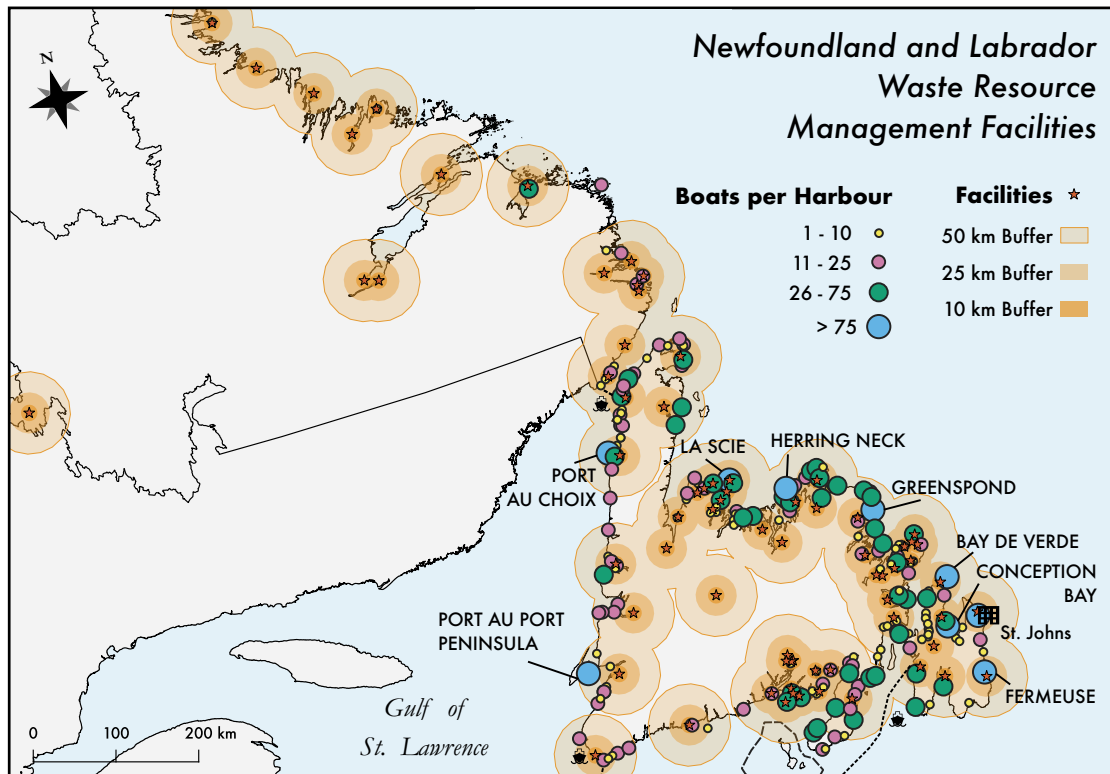 N
Newfoundland and Labrador
Waste Resource
Management Facilities
Boats per Harbour
1 - 10
11 - 25
26 - 75
> 75
Facilities
50 km Buffer
25 km Buffer
10 km Buffer
LA SCIE
HERRING NECK
PORT
AU CHOIX
GREENSPOND
BAY DE VERDE
CONCEPTION
BAY
St. Johns
PORT AU PORT
PENINSULA
FERMEUSE
Gulf of
St. Lawrence
0 100 200 km